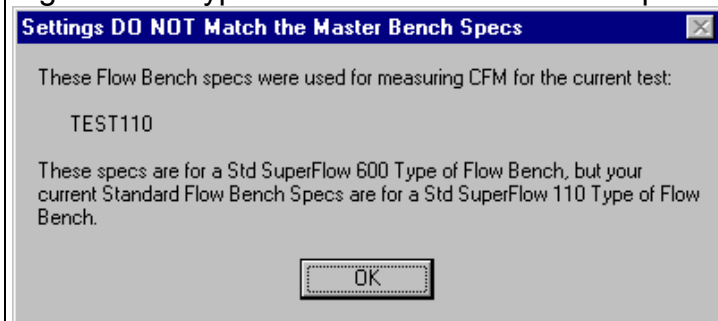 Settings DO NOT Match the Master Bench Specs
These Flow Bench specs were used for measuring CFM for the current test:
TEST110
These specs are for a Std SuperFlow 600 Type of Flow Bench, but your
current Standard Flow Bench Specs are for a Std SuperFlow 110 Type of Flow
Bench.
OK